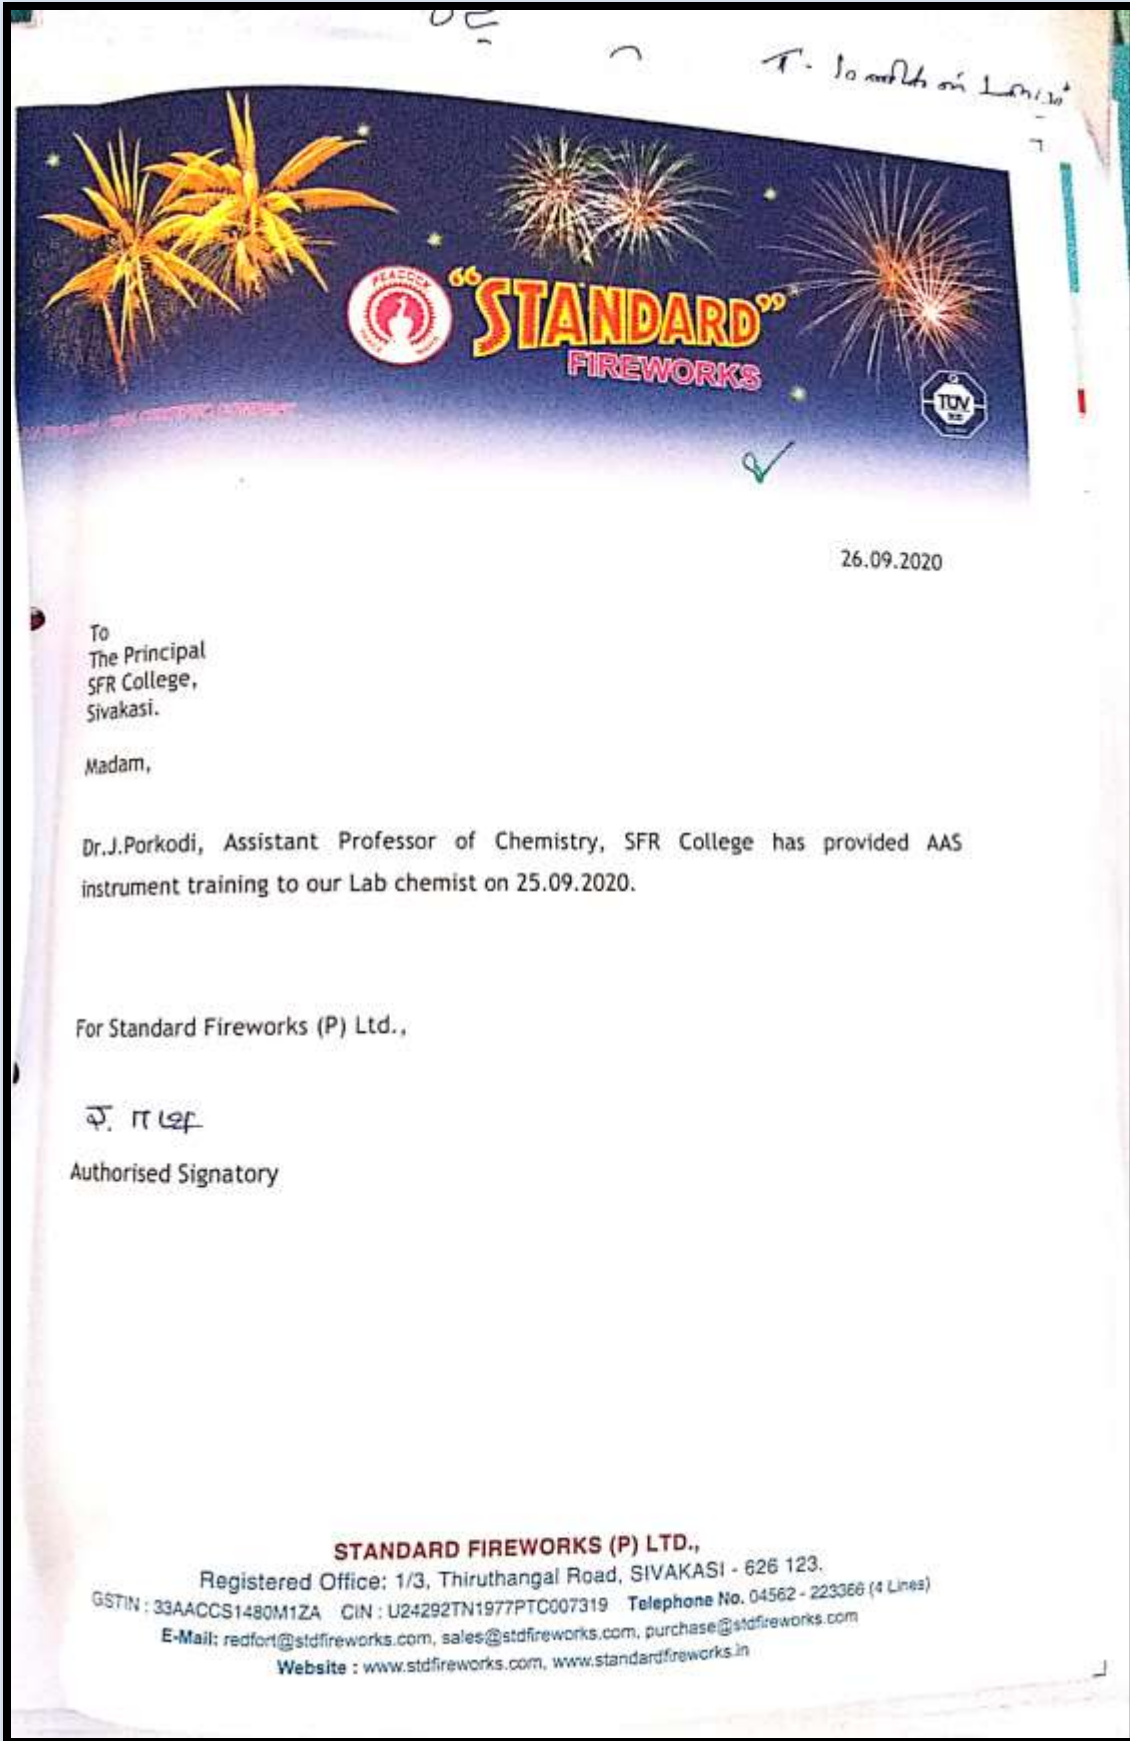 PEACOCK
"STANDARD"
FIREWORKS
TÜV
26.09.2020
To
The Principal
SFR College,
Sivakasi.
Madam,
Dr.J.Porkodi, Assistant Professor of Chemistry, SFR College has provided AAS
instrument training to our Lab chemist on 25.09.2020.
For Standard Fireworks (P) Ltd.,
Authorised Signatory
STANDARD FIREWORKS (P) LTD.,
Registered Office: 1/3, Thiruthangal Road, SIVAKASI - 626 123.
GSTIN : 33AACCS1480M1ZA CIN : U24292TN1977PTC007319 Telephone No. 04562 - 223366 (4 Lines)
E-Mail: redfort@stdfireworks.com, sales@stdfireworks.com, purchase@stdfireworks.com
Website : www.stdfireworks.com, www.standardfireworks.in